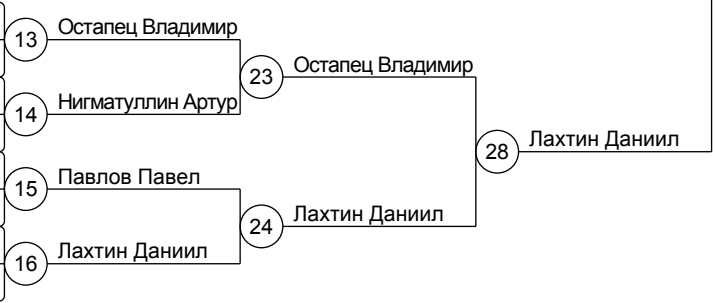 13 Остапец Владимир
23 Остапец Владимир
14 Нигматуллин Артур
28 Лахтин Даниил
15 Павлов Павел
24 Лахтин Даниил
16 Лахтин Даниил